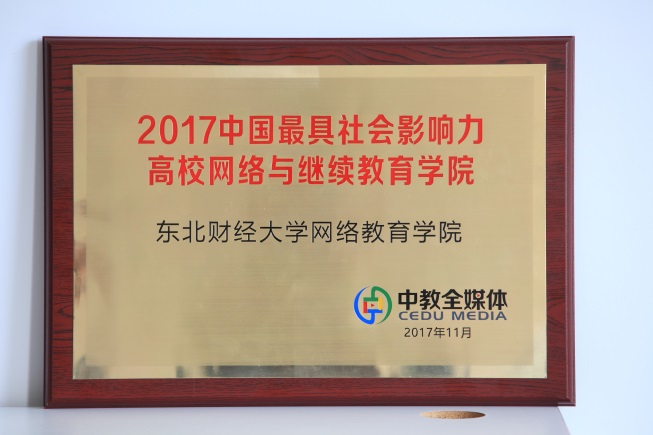 2017中国最具社会影响力
高校网络与继续教育学院
东北财经大学网络教育学院
中教全媒体
CEDU MEDIA
2017年11月